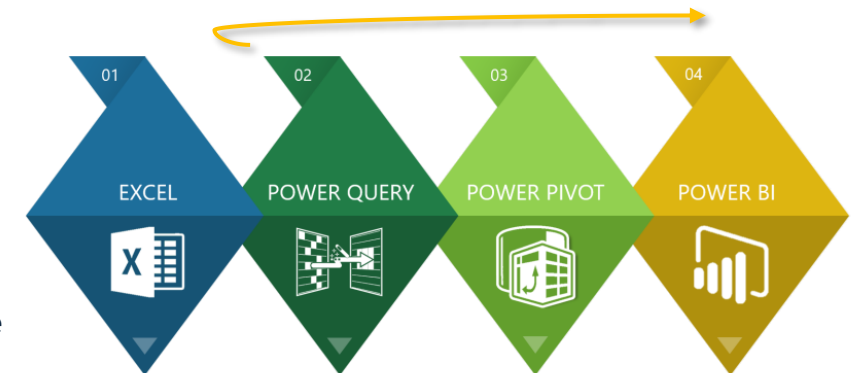 01
02
03
04
EXCEL
POWER QUERY
POWER PIVOT
POWER BI
X
e